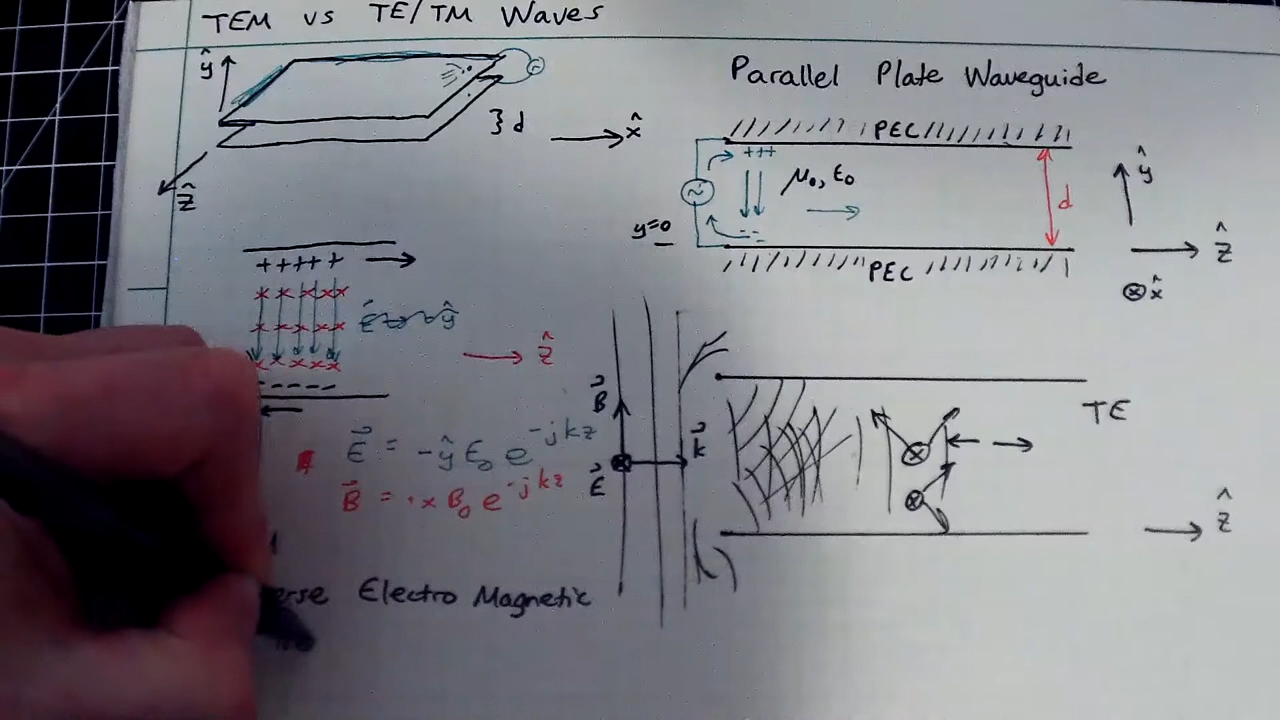 TEM vs TE/TM Waves
ŷ
} d
x̂
ẑ
Parallel Plate Waveguide
PEC
+++
μ₀, ε₀
y=0
--
d
PEC
ŷ
ẑ
x̂
+++++
ŷ
ẑ
-----
E⃗ = -ŷ E₀ e^{-jkz}
B⃗ = x B₀ e^{-jkz}
B⃗
k⃗
E⃗
TE
ẑ
Electro Magnetic